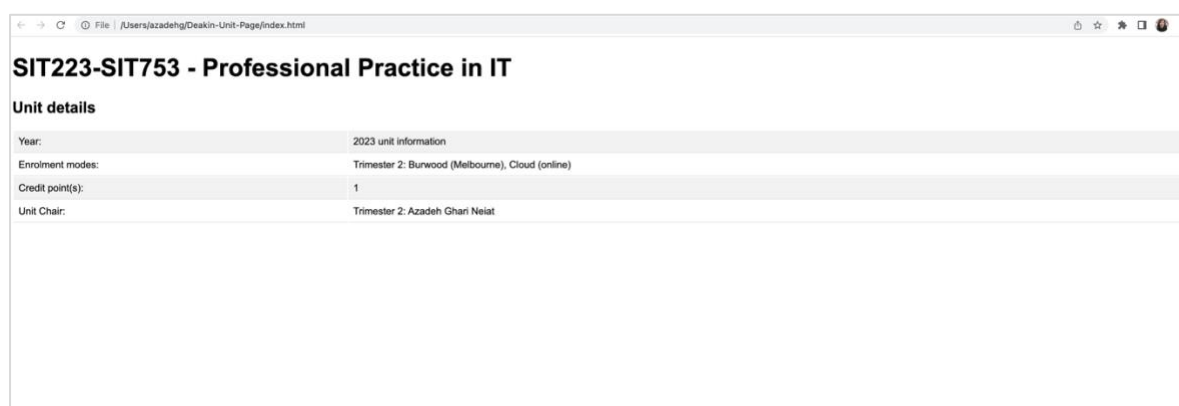 File | /Users/azadehg/Deakin-Unit-Page/index.html
SIT223-SIT753 - Professional Practice in IT
Unit details
Year: 2023 unit information
Enrolment modes: Trimester 2: Burwood (Melbourne), Cloud (online)
Credit point(s): 1
Unit Chair: Trimester 2: Azadeh Ghari Neiat